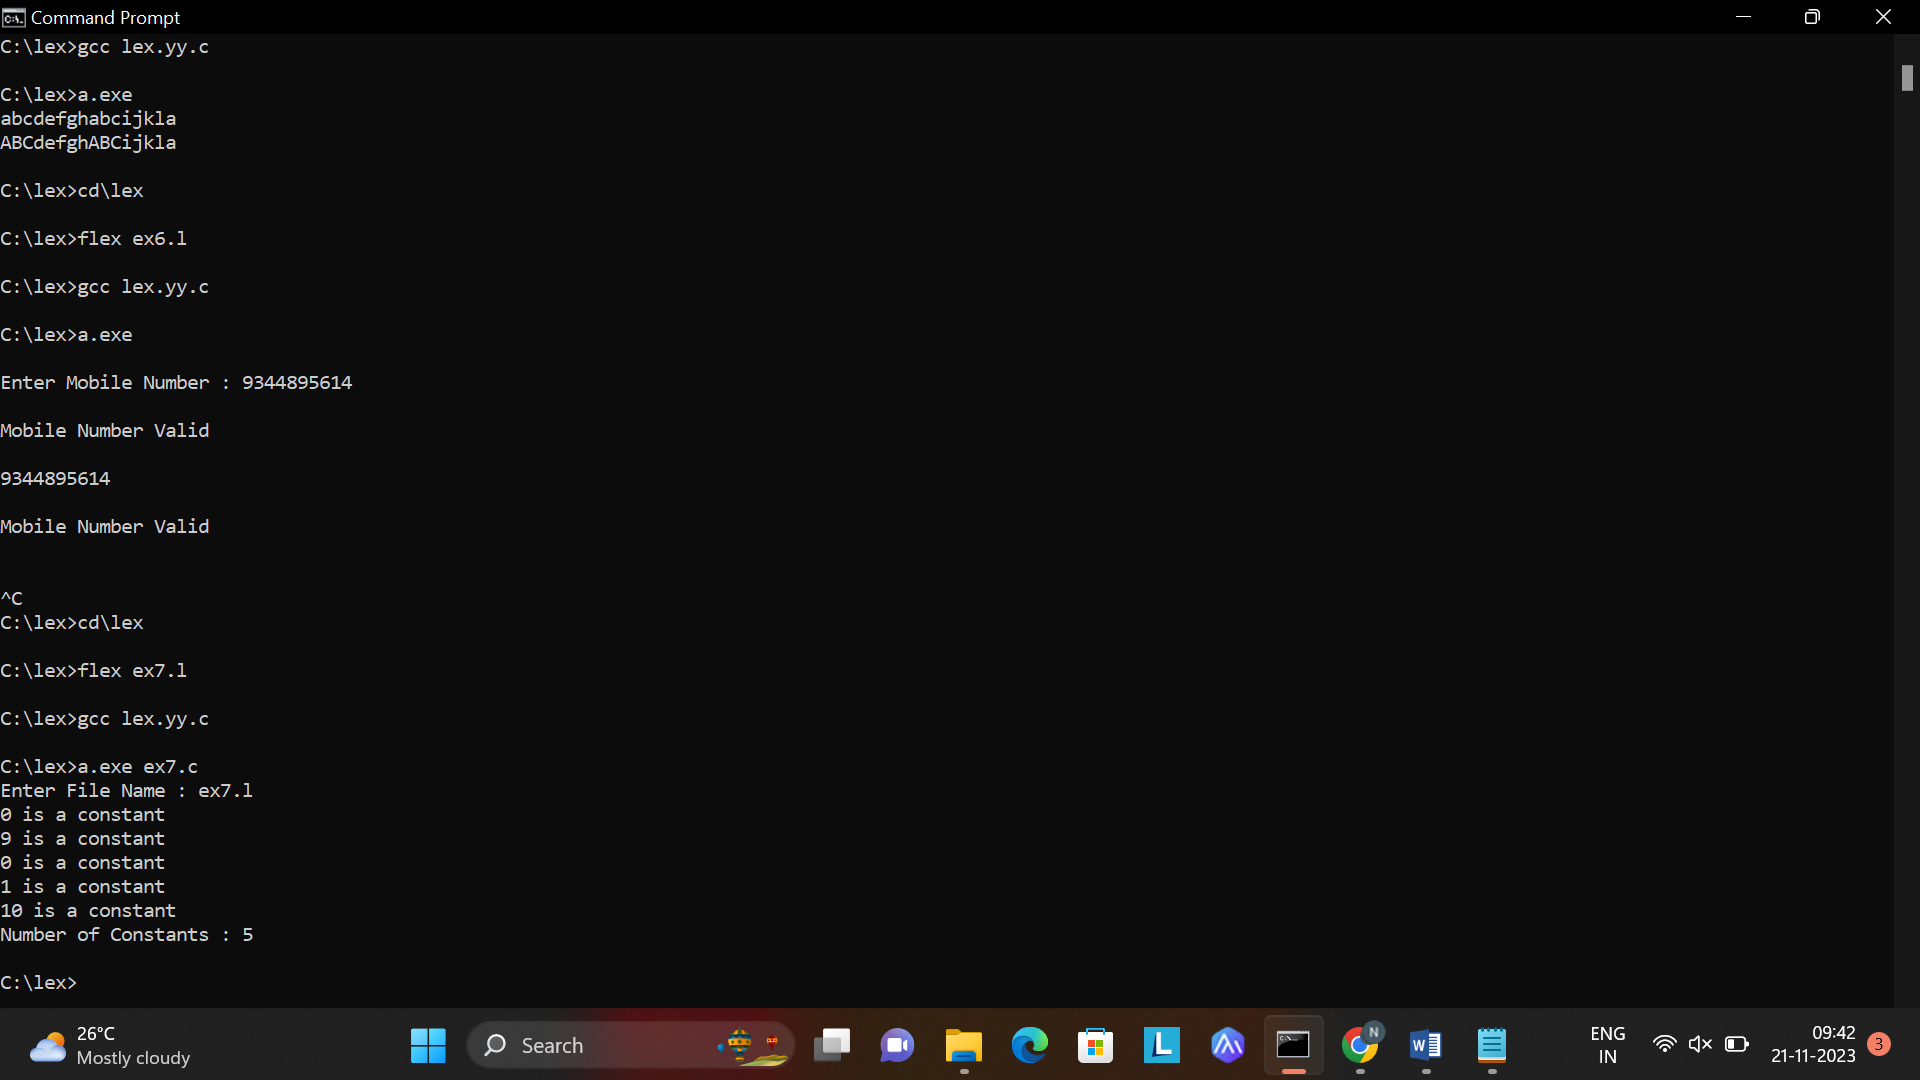 Command Prompt
C:\lex>gcc lex.yy.c
C:\lex>a.exe
abcdefghabcijkla
ABCdefghABCijkla
C:\lex>cd\lex
C:\lex>flex ex6.l
C:\lex>gcc lex.yy.c
C:\lex>a.exe
Enter Mobile Number : 9344895614
Mobile Number Valid
9344895614
Mobile Number Valid
^C
C:\lex>cd\lex
C:\lex>flex ex7.l
C:\lex>gcc lex.yy.c
C:\lex>a.exe ex7.c
Enter File Name : ex7.l
0 is a constant
9 is a constant
0 is a constant
1 is a constant
10 is a constant
Number of Constants : 5
C:\lex>
26°C
Mostly cloudy
Search
N
ENG
IN
09:42
21-11-2023
3